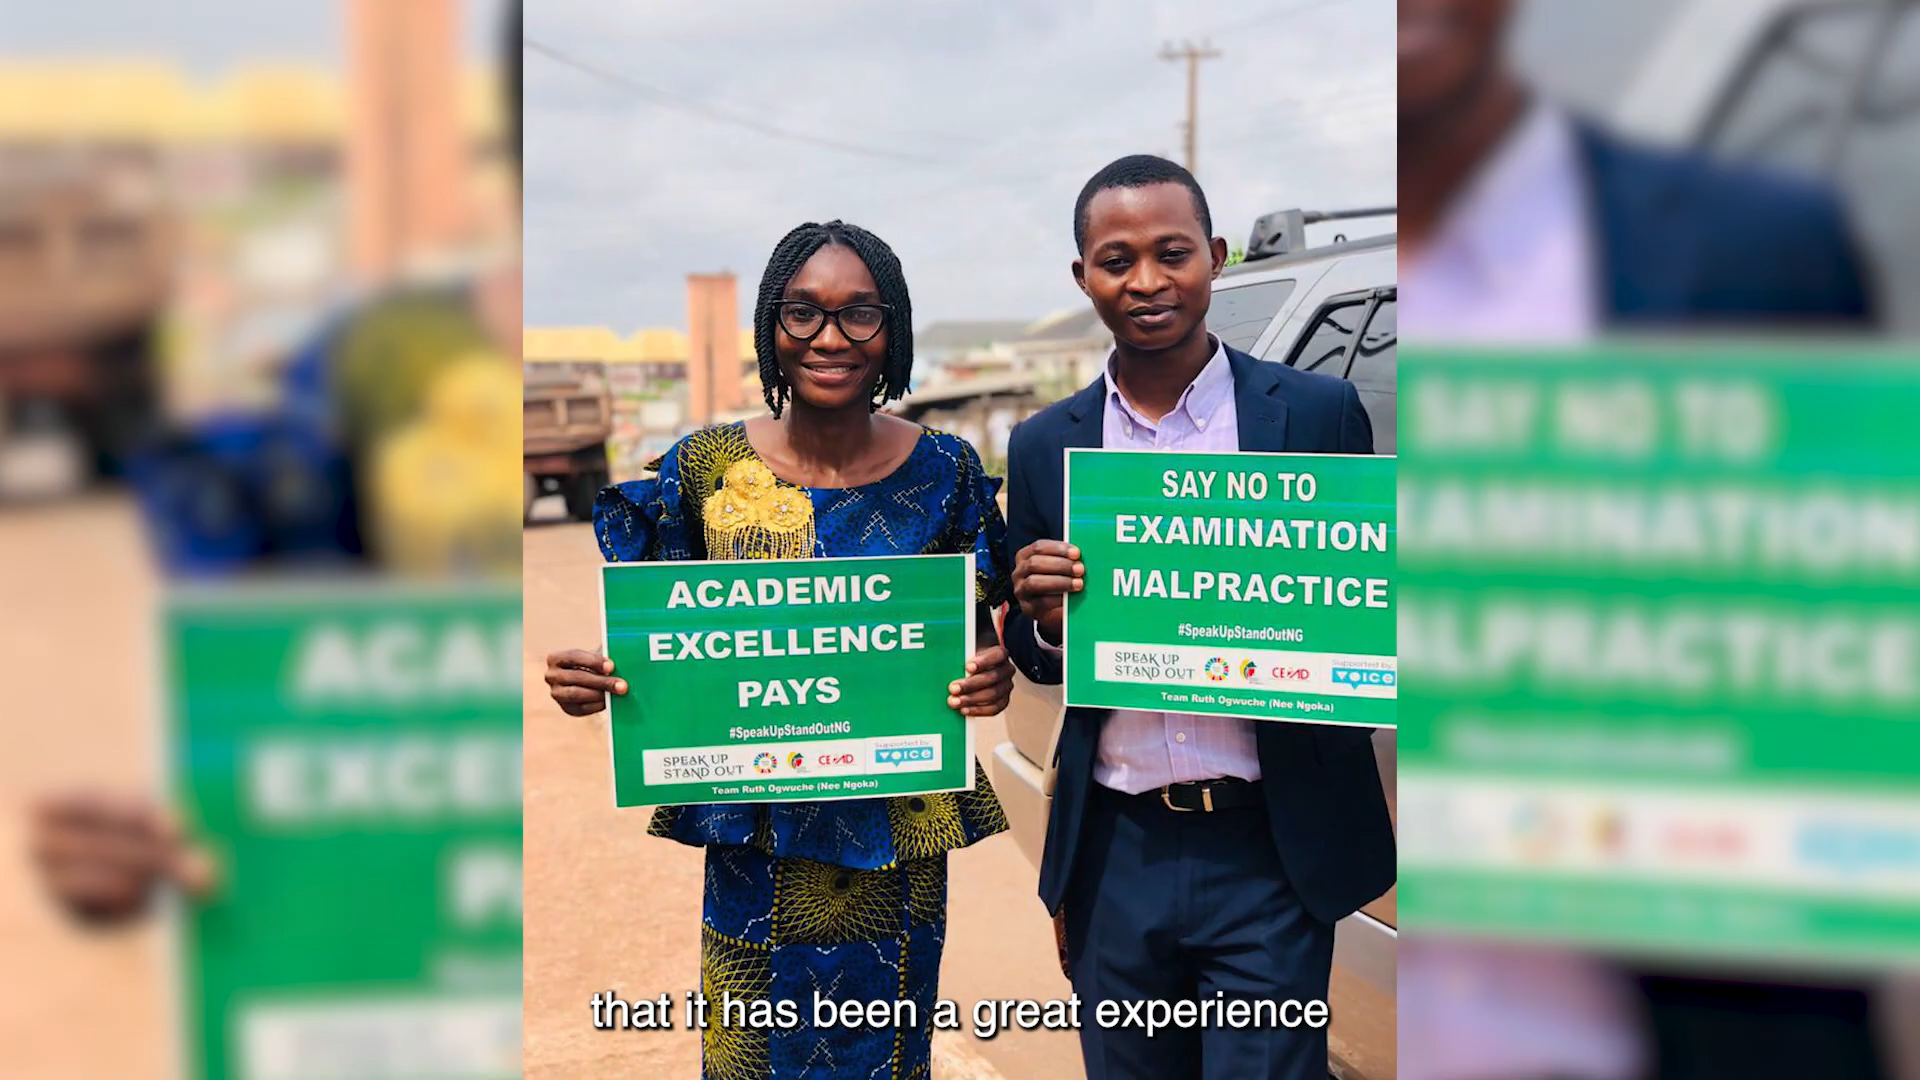 ACADEMIC
EXCELLENCE
PAYS
#SpeakUpStandOutNG
SPEAK UP
STAND OUT
Supported by:
VOICE
Team Ruth Ogwuche (Nee Ngoka)
SAY NO TO
EXAMINATION
MALPRACTICE
#SpeakUpStandOutNG
SPEAK UP
STAND OUT
Supported by:
VOICE
Team Ruth Ogwuche (Nee Ngoka)
that it has been a great experience